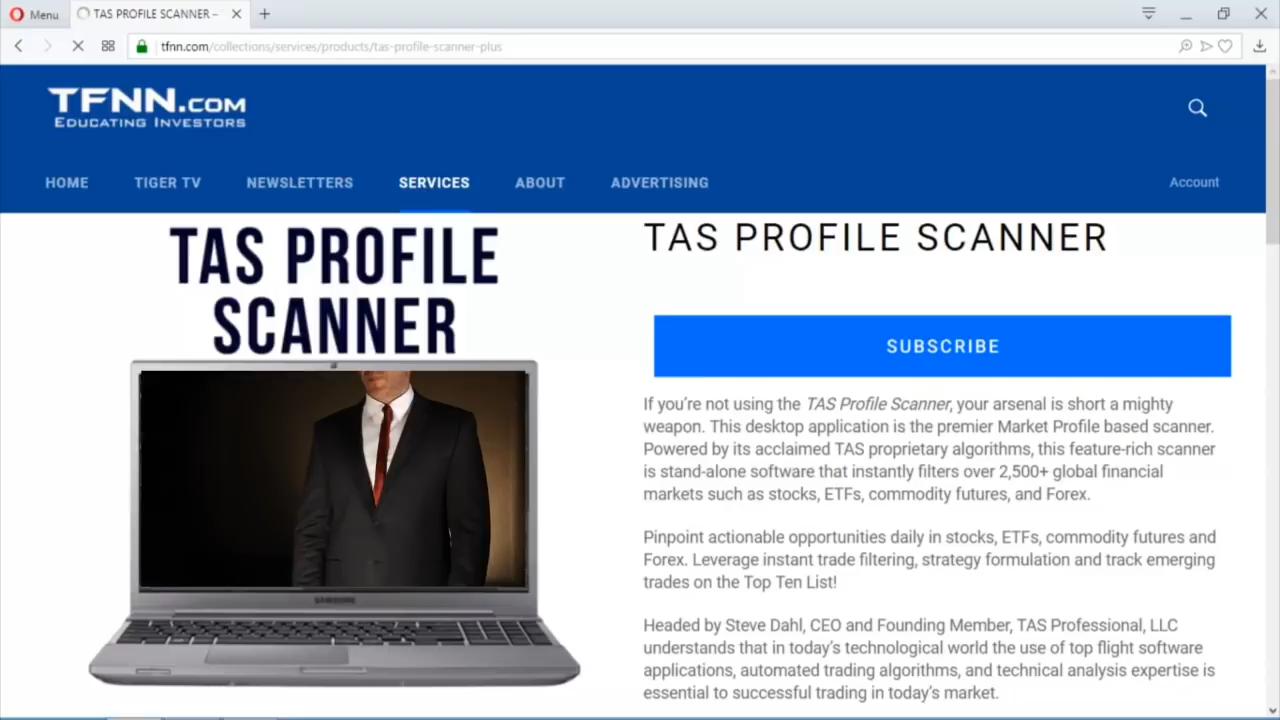 Menu
TAS PROFILE SCANNER –
tfnn.com/collections/services/products/tas-profile-scanner-plus
TFNN.COM
EDUCATING INVESTORS
HOME TIGER TV NEWSLETTERS SERVICES ABOUT ADVERTISING Account
TAS PROFILE
SCANNER
SAMSUNG
TAS PROFILE SCANNER
SUBSCRIBE
If you're not using the TAS Profile Scanner, your arsenal is short a mighty
weapon. This desktop application is the premier Market Profile based scanner.
Powered by its acclaimed TAS proprietary algorithms, this feature-rich scanner
is stand-alone software that instantly filters over 2,500+ global financial
markets such as stocks, ETFs, commodity futures, and Forex.
Pinpoint actionable opportunities daily in stocks, ETFs, commodity futures and
Forex. Leverage instant trade filtering, strategy formulation and track emerging
trades on the Top Ten List!
Headed by Steve Dahl, CEO and Founding Member, TAS Professional, LLC
understands that in today's technological world the use of top flight software
applications, automated trading algorithms, and technical analysis expertise is
essential to successful trading in today's market.